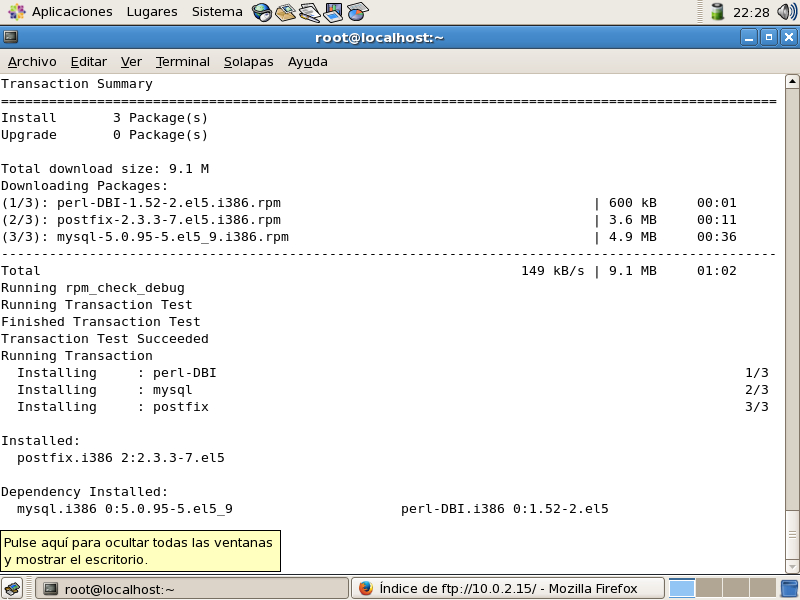 Aplicaciones Lugares Sistema 22:28
root@localhost:~
Archivo Editar Ver Terminal Solapas Ayuda
Transaction Summary
================================================================================================
Install       3 Package(s)
Upgrade       0 Package(s)
Total download size: 9.1 M
Downloading Packages:
(1/3): perl-DBI-1.52-2.el5.i386.rpm | 600 kB     00:01
(2/3): postfix-2.3.3-7.el5.i386.rpm | 3.6 MB     00:11
(3/3): mysql-5.0.95-5.el5_9.i386.rpm | 4.9 MB     00:36
------------------------------------------------------------------------------------------------
Total 149 kB/s | 9.1 MB     01:02
Running rpm_check_debug
Running Transaction Test
Finished Transaction Test
Transaction Test Succeeded
Running Transaction
  Installing     : perl-DBI 1/3
  Installing     : mysql 2/3
  Installing     : postfix 3/3
Installed:
  postfix.i386 2:2.3.3-7.el5
Dependency Installed:
  mysql.i386 0:5.0.95-5.el5_9 perl-DBI.i386 0:1.52-2.el5
Pulse aquí para ocultar todas las ventanas
y mostrar el escritorio.
root@localhost:~ Índice de ftp://10.0.2.15/ - Mozilla Firefox